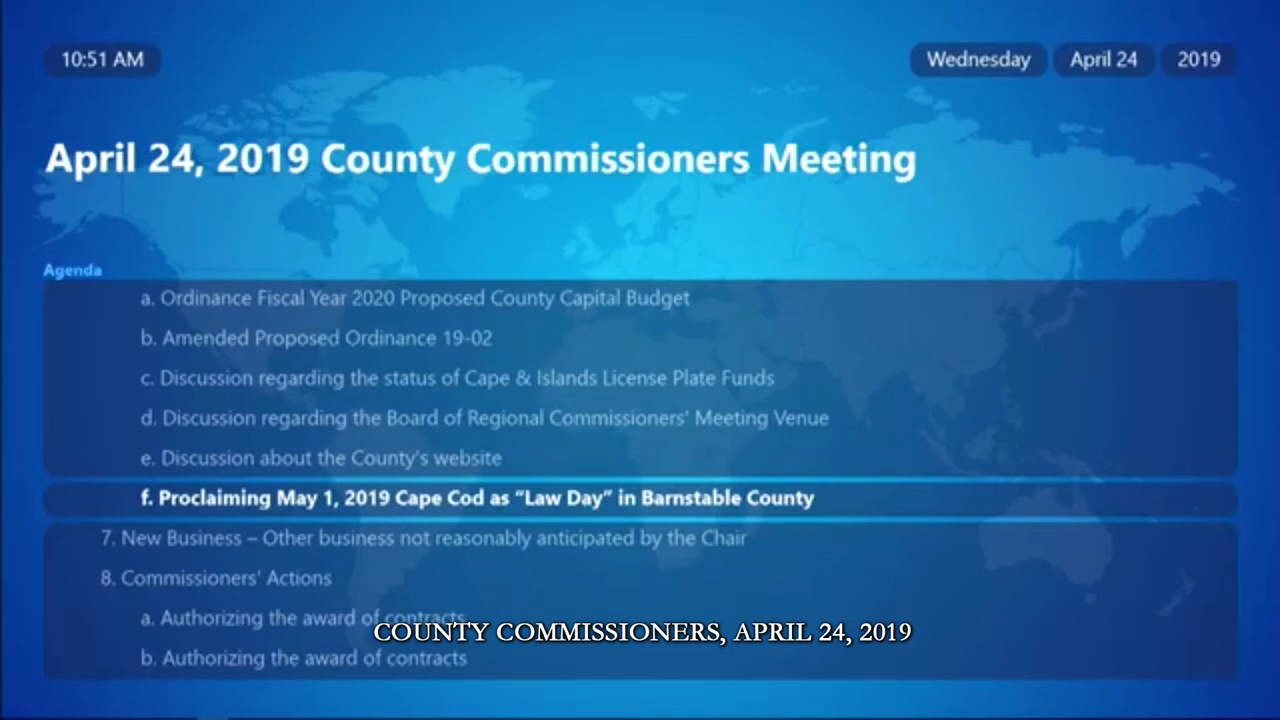 10:51 AM
Wednesday April 24 2019
April 24, 2019 County Commissioners Meeting
Agenda
a. Ordinance Fiscal Year 2020 Proposed County Capital Budget
b. Amended Proposed Ordinance 19-02
c. Discussion regarding the status of Cape & Islands License Plate Funds
d. Discussion regarding the Board of Regional Commissioners' Meeting Venue
e. Discussion about the County's website
f. Proclaiming May 1, 2019 Cape Cod as “Law Day” in Barnstable County
7. New Business – Other business not reasonably anticipated by the Chair
8. Commissioners' Actions
a. Authorizing the award of contracts
COUNTY COMMISSIONERS, APRIL 24, 2019
b. Authorizing the award of contracts